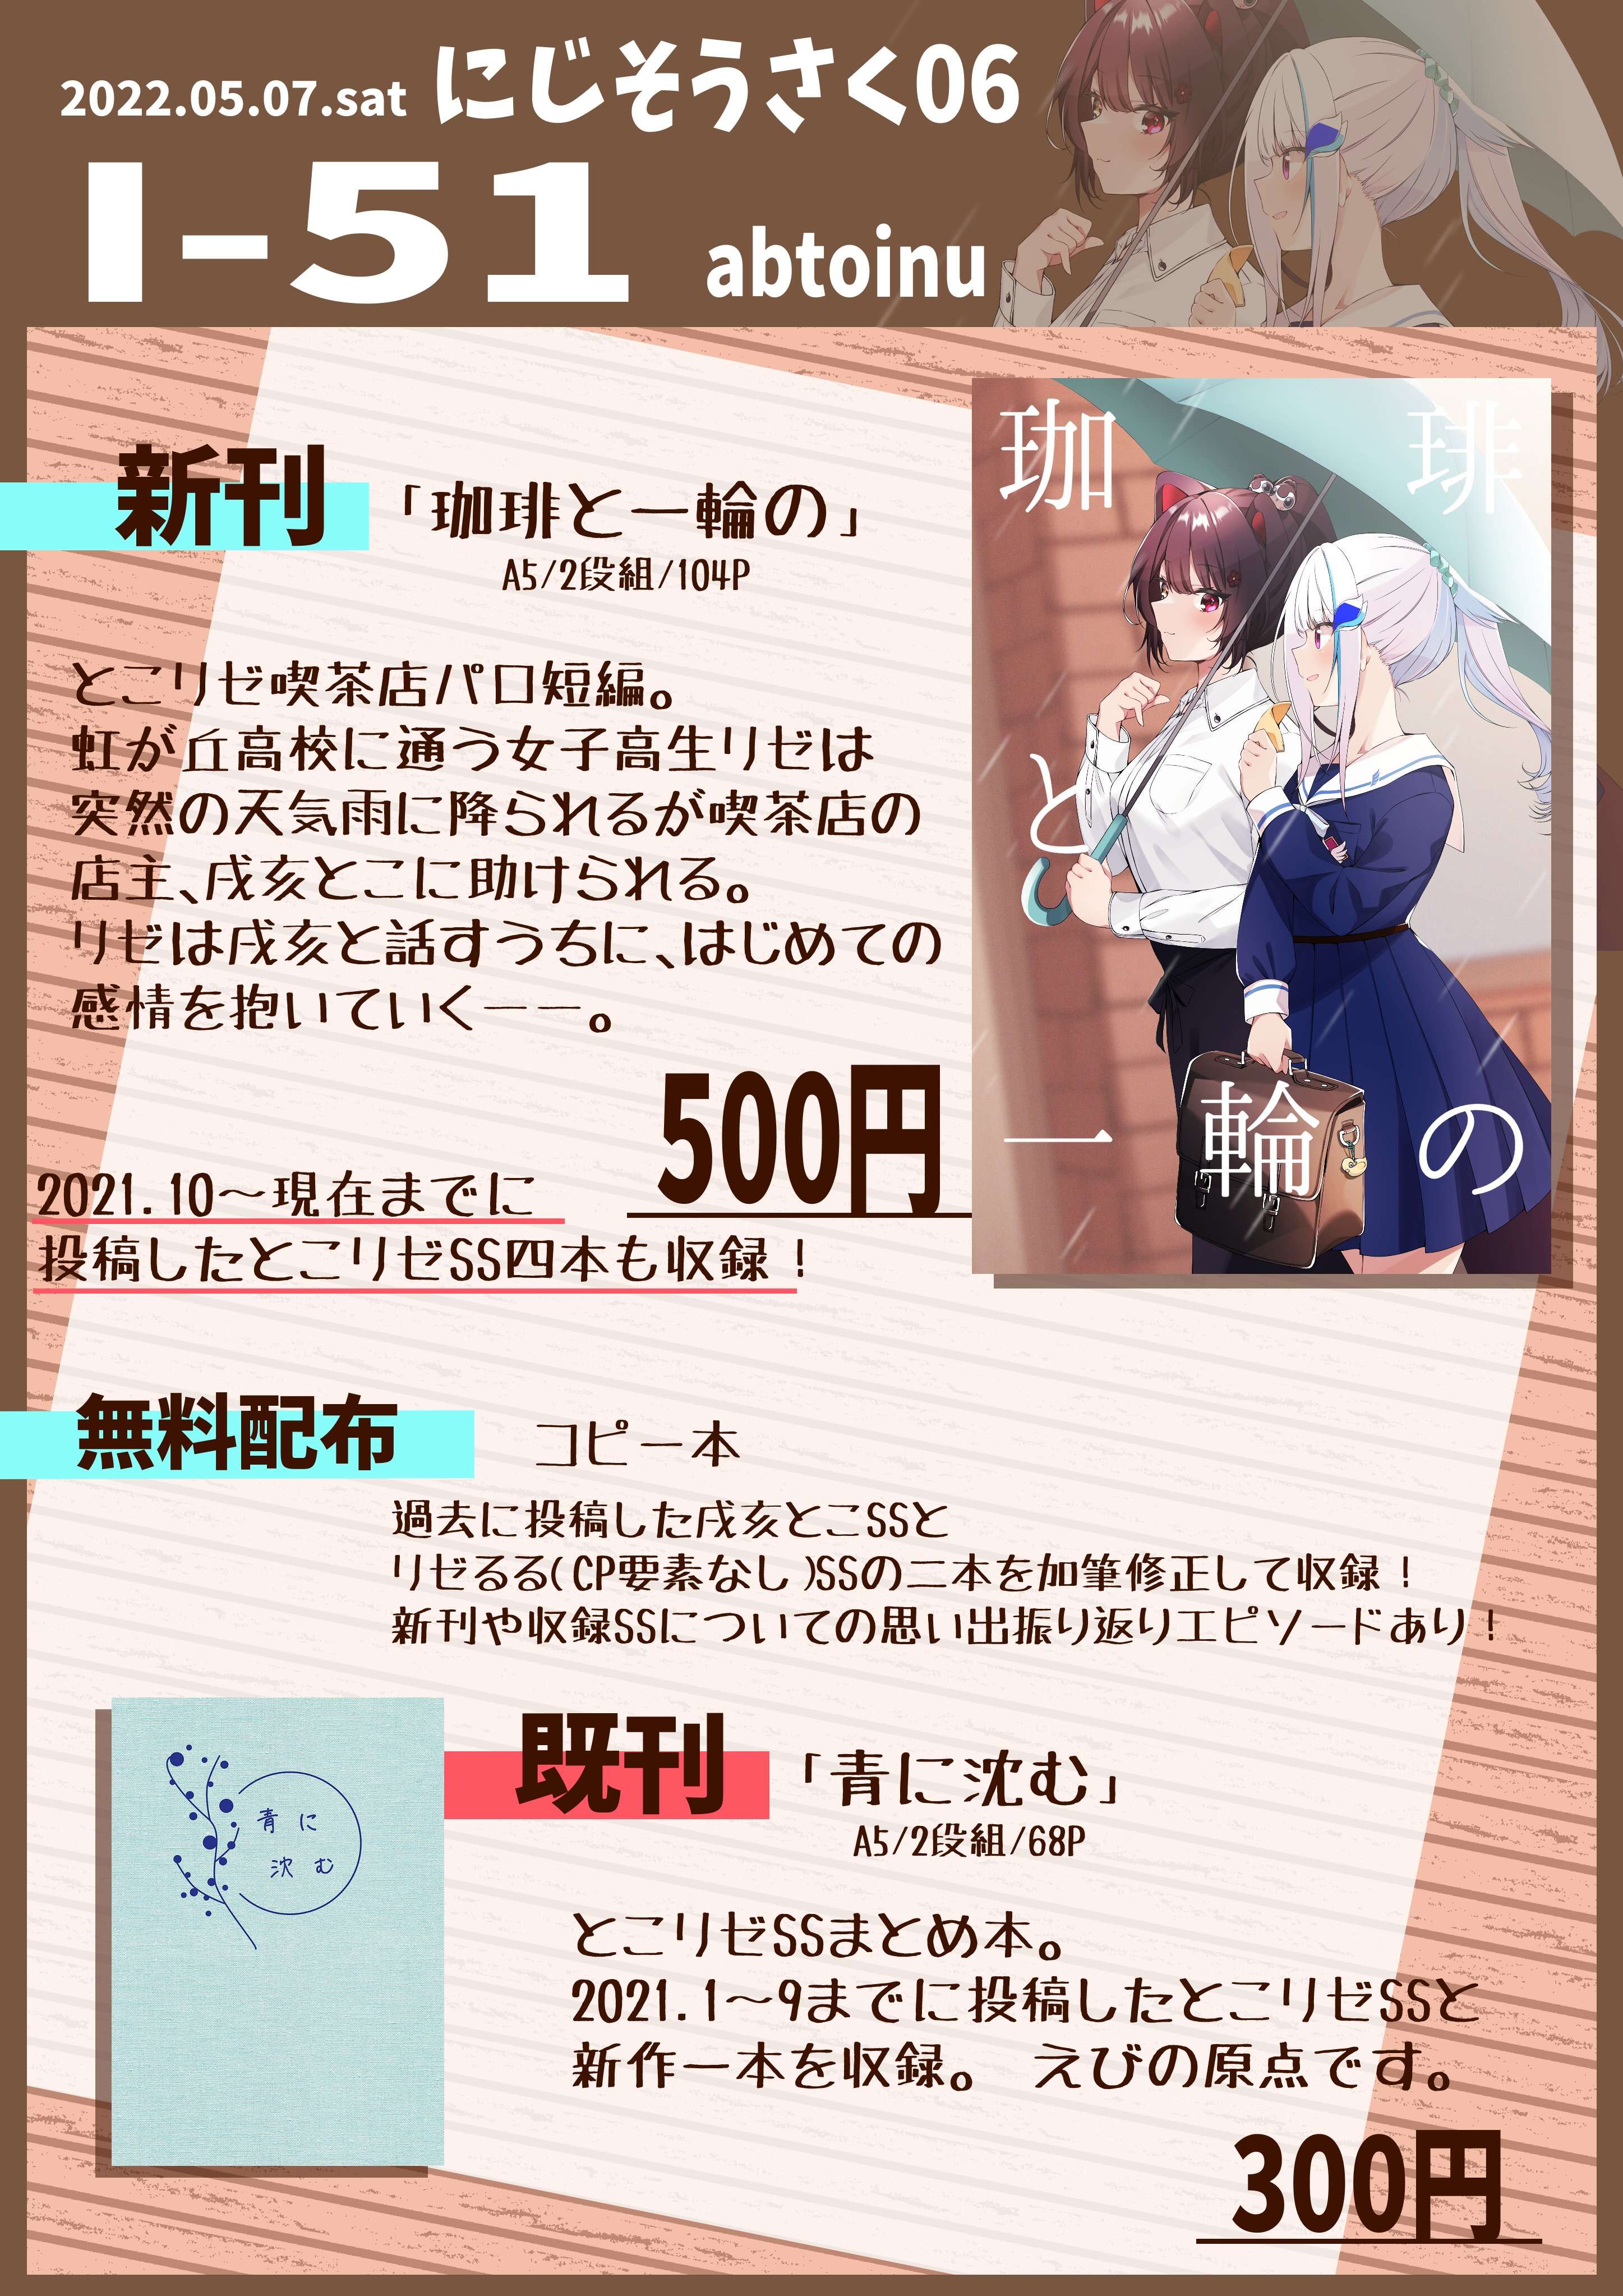 2022.05.07.sat にじそうさく06
I-51 abtoinu
新刊 「珈琲と一輪の」
A5/2段組/104P
とこリゼ喫茶店パロ短編。
虹が丘高校に通う女子高生リゼは
突然の天気雨に降られるが喫茶店の
店主、戌亥とこに助けられる。
リゼは戌亥と話すうちに、はじめての
感情を抱いていくーー。
500円
2021.10～現在までに
投稿したとこリゼSS四本も収録！
珈琲
と
一輪の
無料配布 コピー本
過去に投稿した戌亥とこSSと
リゼるる(CP要素なし)SSの二本を加筆修正して収録！
新刊や収録SSについての思い出振り返りエピソードあり！
青に
沈む
既刊 「青に沈む」
A5/2段組/68P
とこリゼSSまとめ本。
2021.1～9までに投稿したとこリゼSSと
新作一本を収録。 えびの原点です。
300円